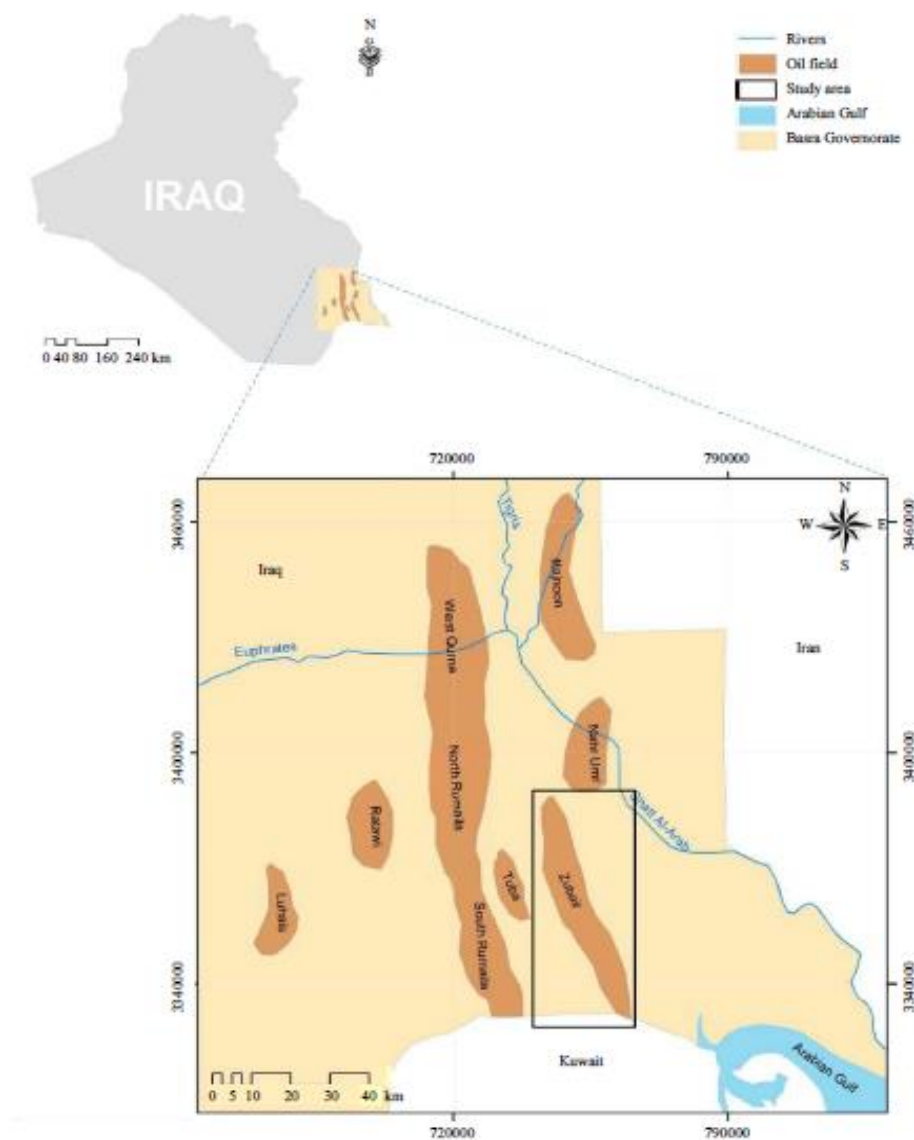 N
Rivers
Oil field
Study area
Arabian Gulf
Basra Governorate
IRAQ
0 40 80 160 240 km
720000 790000
N
W E
S
3460000 3460000
Iraq
Tigris
Majnoon
West Qurna
Euphrates
Iran
3400000 3400000
Nahr Umr
North Rumaila
Shatt Al-Arab
Ratawi
Tuba
Zubair
Luhais
South Rumaila
3340000 3340000
Kuwait
Arabian Gulf
0 5 10 20 30 40 km
720000 790000